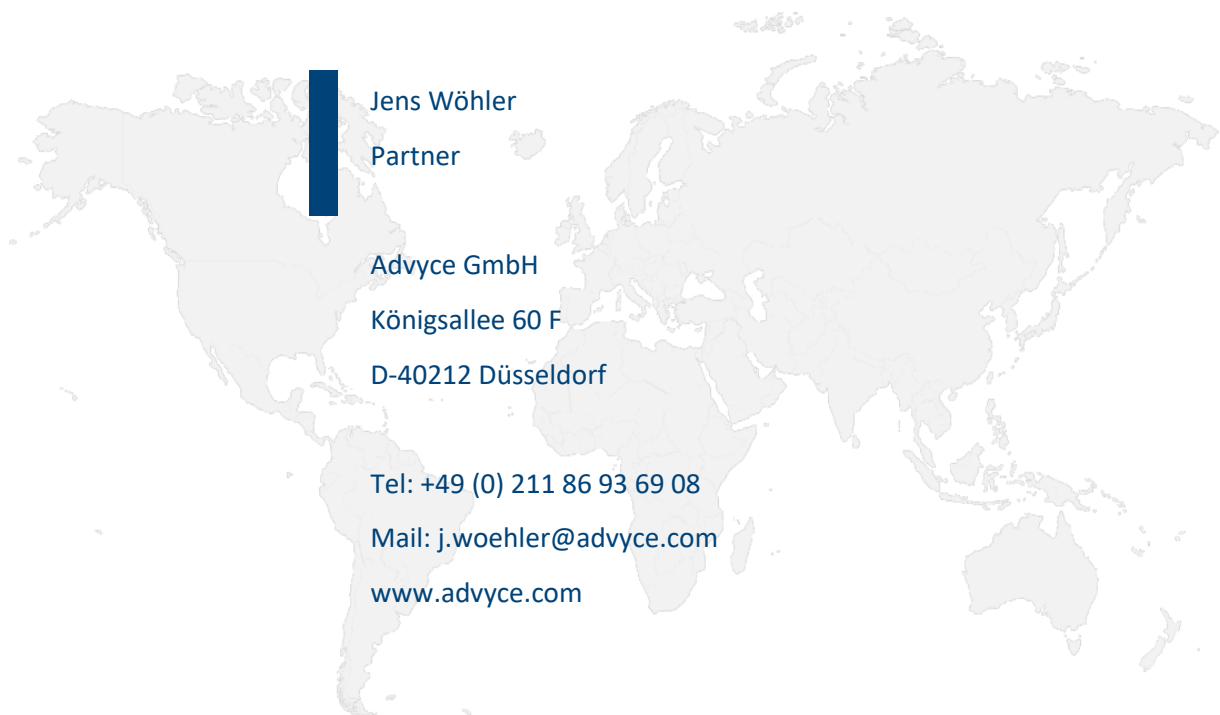 Jens Wöhler
Partner
Advyce GmbH
Königsallee 60 F
D-40212 Düsseldorf
Tel: +49 (0) 211 86 93 69 08
Mail: j.woehler@advyce.com
www.advyce.com